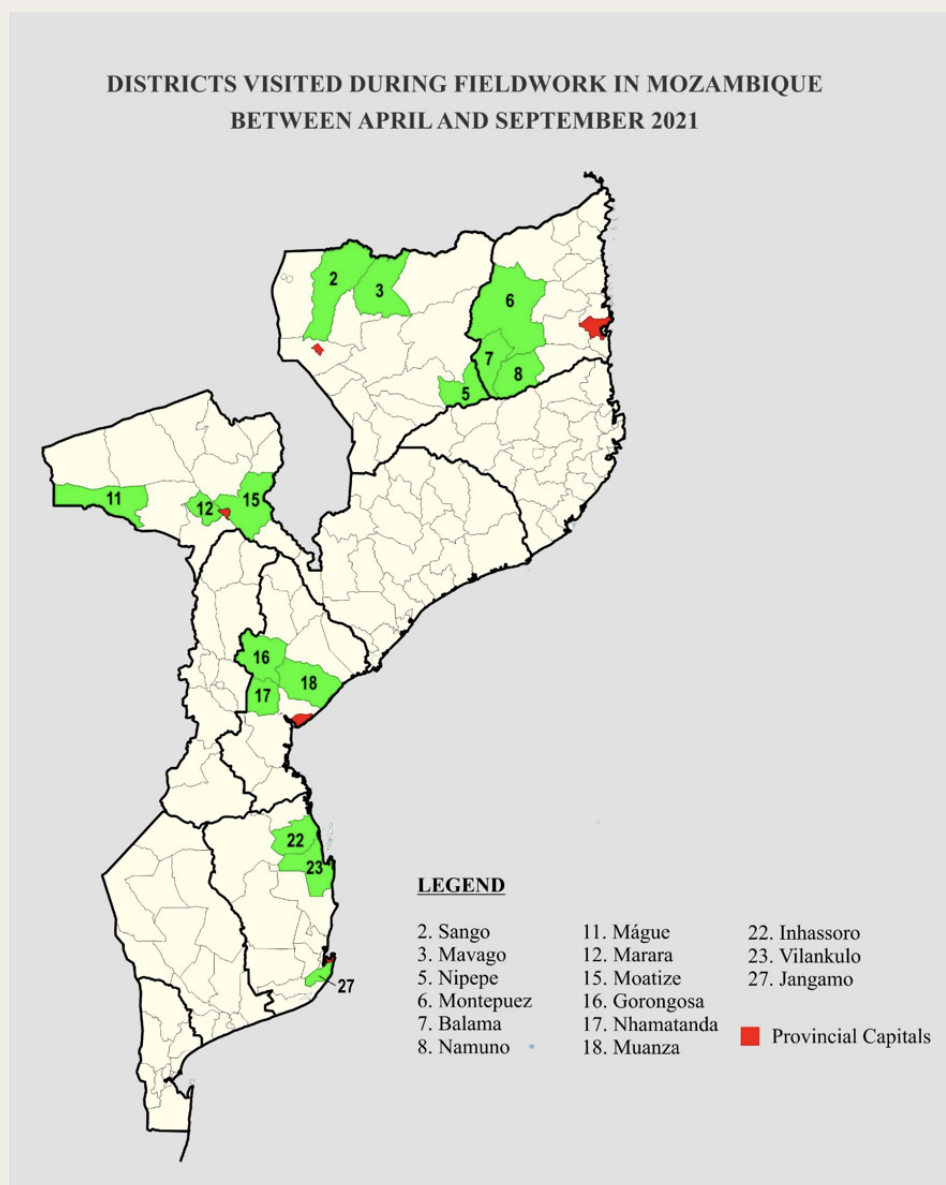 DISTRICTS VISITED DURING FIELDWORK IN MOZAMBIQUE
BETWEEN APRIL AND SEPTEMBER 2021
2
3
6
7
8
5
11
12
15
16
17
18
22
23
27
LEGEND
2. Sango
3. Mavago
5. Nipepe
6. Montepuez
7. Balama
8. Namuno
11. Mágue
12. Marara
15. Moatize
16. Gorongosa
17. Nhamatanda
18. Muanza
22. Inhassoro
23. Vilankulo
27. Jangamo
Provincial Capitals